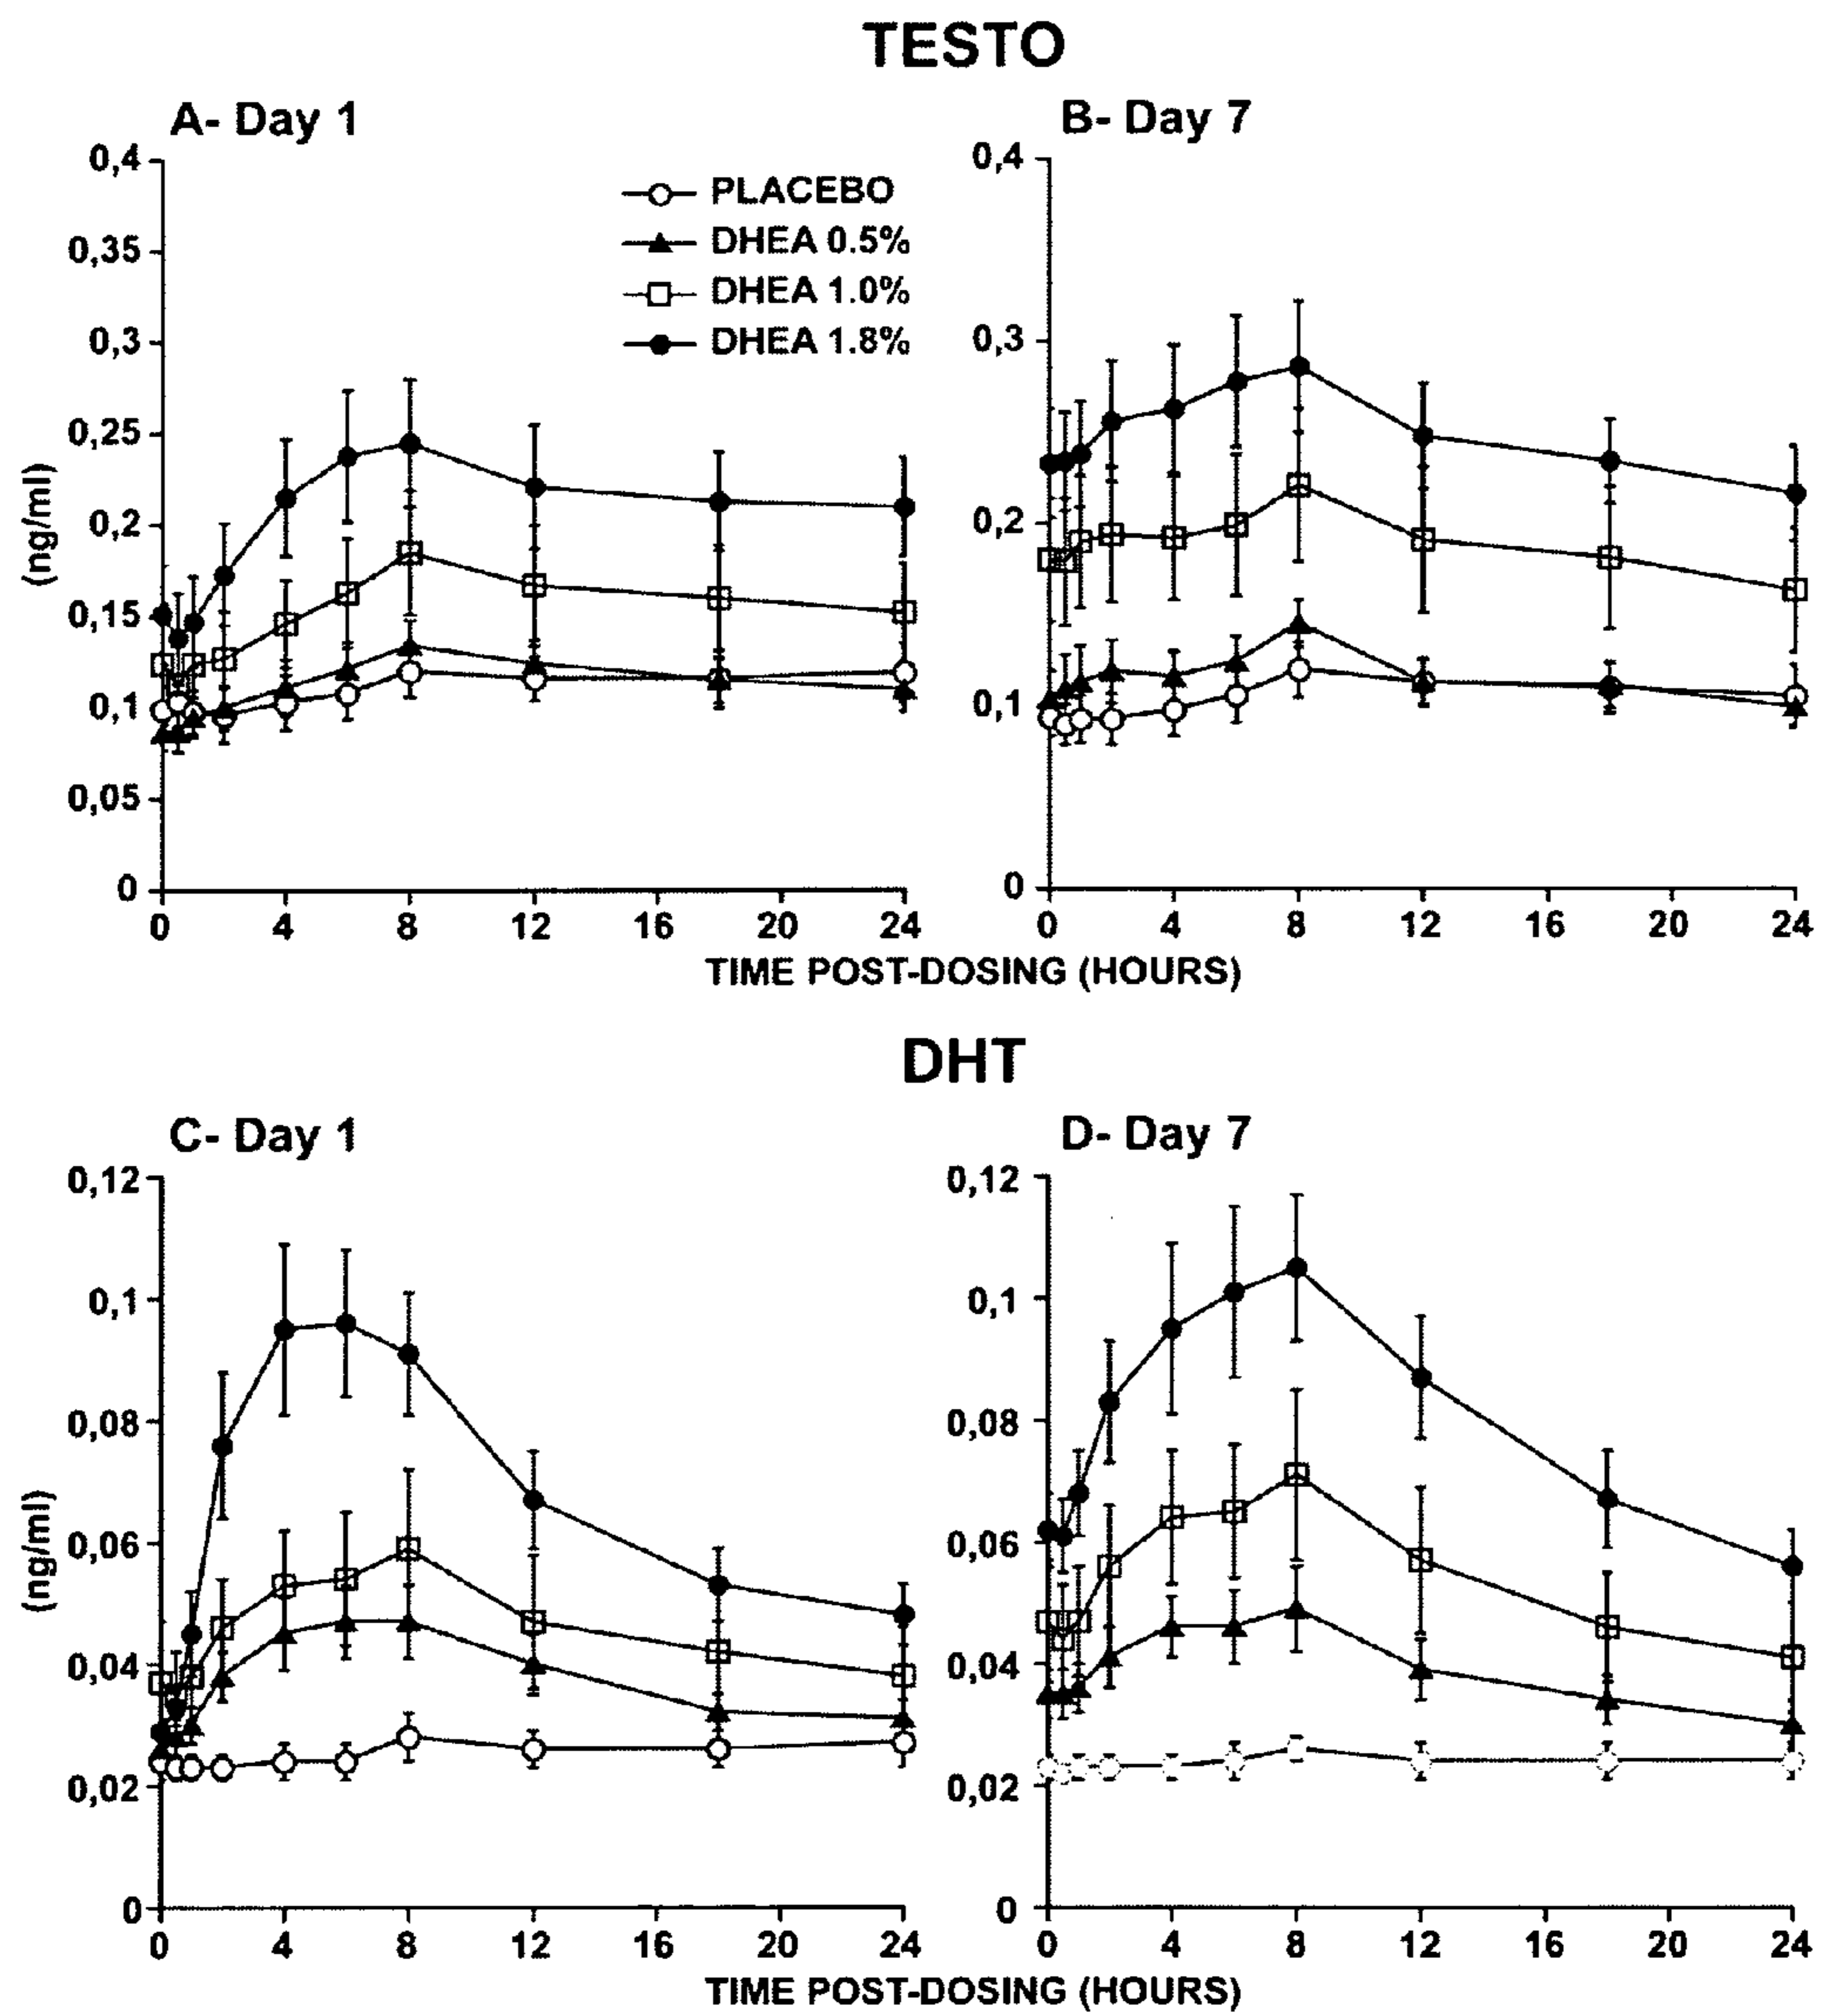 TESTO
A- Day 1
B- Day 7
0,4
0,35
0,3
0,25
0,2
0,15
0,1
0,05
0
(ng/ml)
PLACEBO
DHEA 0.5%
DHEA 1.0%
DHEA 1.8%
0,4
0,3
0,2
0,1
0
0 4 8 12 16 20 24
0 4 8 12 16 20 24
TIME POST-DOSING (HOURS)
DHT
C- Day 1
D- Day 7
0,12
0,1
0,08
0,06
0,04
0,02
0
(ng/ml)
0,12
0,1
0,08
0,06
0,04
0,02
0
0 4 8 12 16 20 24
0 4 8 12 16 20 24
TIME POST-DOSING (HOURS)